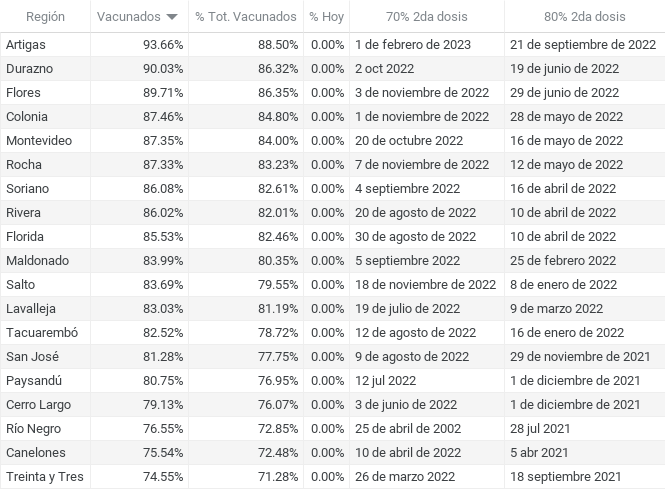 Región Vacunados % Tot. Vacunados % Hoy 70% 2da dosis 80% 2da dosis
Artigas 93.66% 88.50% 0.00% 1 de febrero de 2023 21 de septiembre de 2022
Durazno 90.03% 86.32% 0.00% 2 oct 2022 19 de junio de 2022
Flores 89.71% 86.35% 0.00% 3 de noviembre de 2022 29 de junio de 2022
Colonia 87.46% 84.80% 0.00% 1 de noviembre de 2022 28 de mayo de 2022
Montevideo 87.35% 84.00% 0.00% 20 de octubre 2022 16 de mayo de 2022
Rocha 87.33% 83.23% 0.00% 7 de noviembre de 2022 12 de mayo de 2022
Soriano 86.08% 82.61% 0.00% 4 septiembre 2022 16 de abril de 2022
Rivera 86.02% 82.01% 0.00% 20 de agosto de 2022 10 de abril de 2022
Florida 85.53% 82.46% 0.00% 30 de agosto de 2022 10 de abril de 2022
Maldonado 83.99% 80.35% 0.00% 5 septiembre 2022 25 de febrero 2022
Salto 83.69% 79.55% 0.00% 18 de noviembre de 2022 8 de enero de 2022
Lavalleja 83.03% 81.19% 0.00% 19 de julio de 2022 9 de marzo 2022
Tacuarembó 82.52% 78.72% 0.00% 12 de agosto de 2022 16 de enero de 2022
San José 81.28% 77.75% 0.00% 9 de agosto de 2022 29 de noviembre de 2021
Paysandú 80.75% 76.95% 0.00% 12 jul 2022 1 de diciembre de 2021
Cerro Largo 79.13% 76.07% 0.00% 3 de junio de 2022 1 de diciembre de 2021
Río Negro 76.55% 72.85% 0.00% 25 de abril de 2002 28 jul 2021
Canelones 75.54% 72.48% 0.00% 10 de abril de 2022 5 abr 2021
Treinta y Tres 74.55% 71.28% 0.00% 26 de marzo 2022 18 septiembre 2021